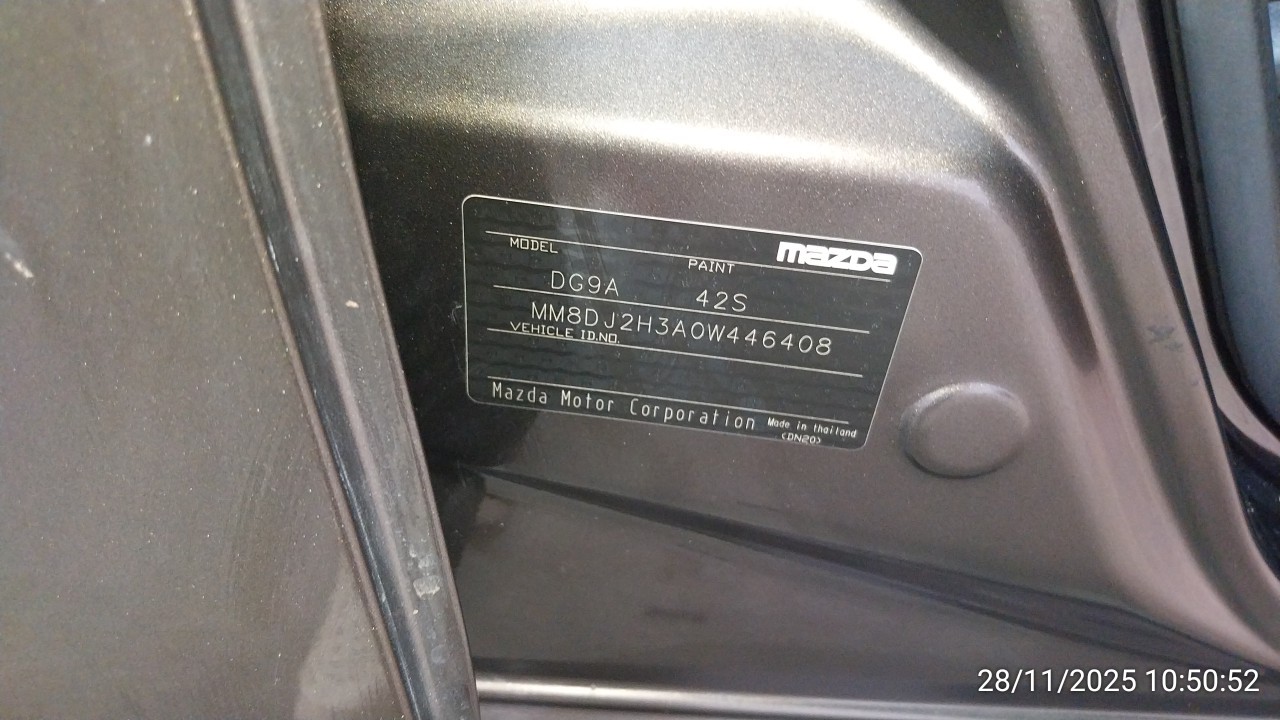 mazda
MODEL PAINT
DG9A 42S
MM8DJ2H3A0W446408
VEHICLE ID.NO.
Mazda Motor Corporation Made in thailand
<DN20>
28/11/2025 10:50:52